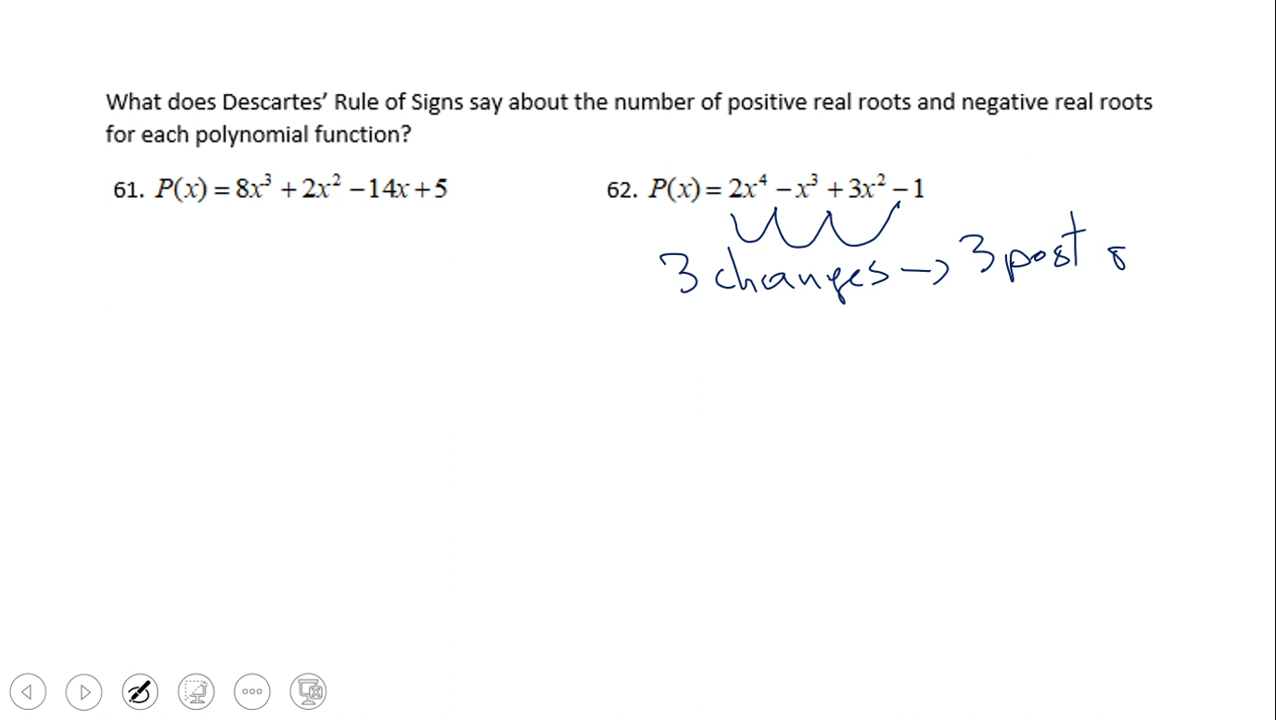 What does Descartes’ Rule of Signs say about the number of positive real roots and negative real roots
for each polynomial function?
61. P(x) = 8x³ + 2x² − 14x + 5
62. P(x) = 2x⁴ − x³ + 3x² − 1
3 changes → 3 post